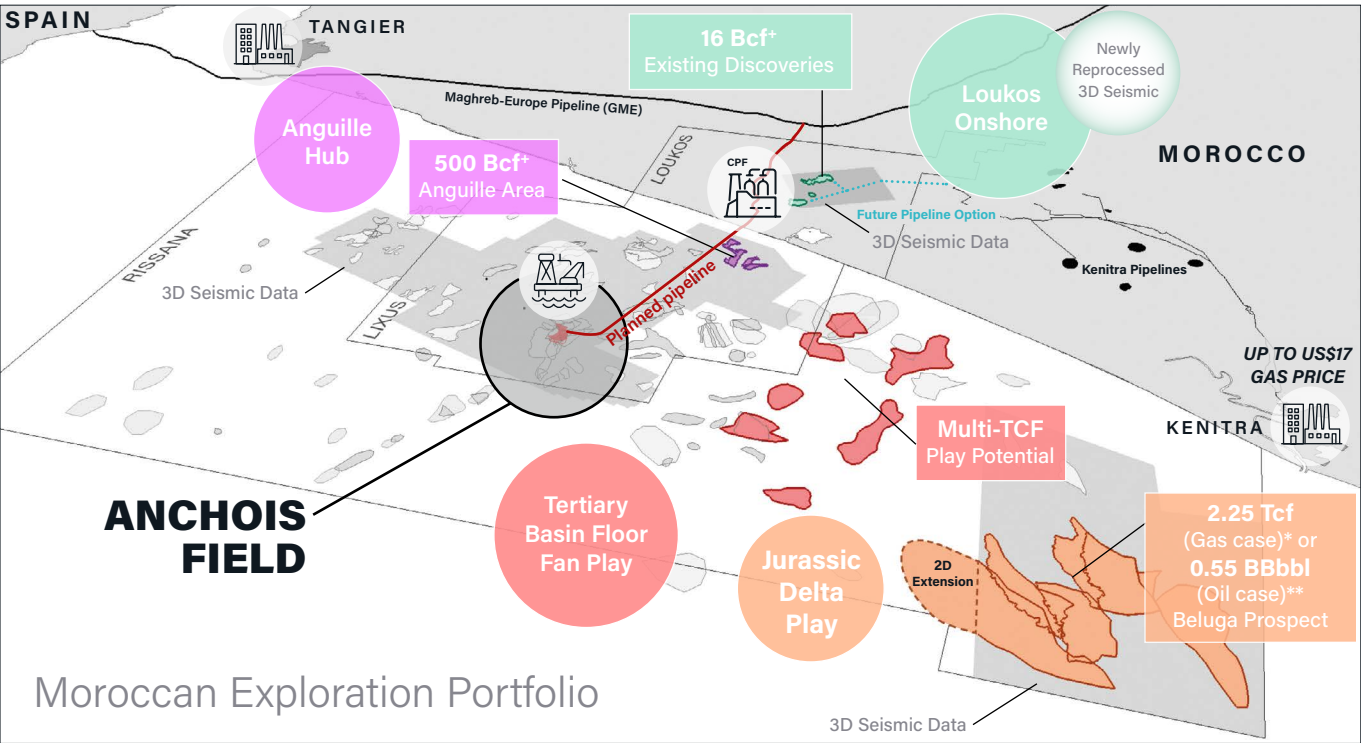 SPAIN
TANGIER
16 Bcf+
Existing Discoveries
Newly
Reprocessed
3D Seismic
Loukos
Onshore
Maghreb-Europe Pipeline (GME)
Anguille
Hub
500 Bcf+
Anguille Area
LOUKOS
CPF
MOROCCO
Future Pipeline Option
3D Seismic Data
RISSANA
Kenitra Pipelines
3D Seismic Data
LIXUS
Planned pipeline
UP TO US$17
GAS PRICE
KENITRA
Multi-TCF
Play Potential
ANCHOIS
FIELD
Tertiary
Basin Floor
Fan Play
Jurassic
Delta
Play
2D
Extension
2.25 Tcf
(Gas case)* or
0.55 BBbbl
(Oil case)**
Beluga Prospect
Moroccan Exploration Portfolio
3D Seismic Data